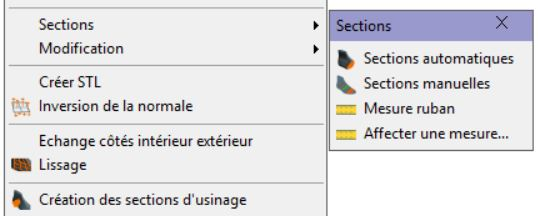 Sections
Modification
Créer STL
Inversion de la normale
Echange côtés intérieur extérieur
Lissage
Création des sections d'usinage
Sections
Sections automatiques
Sections manuelles
Mesure ruban
Affecter une mesure...